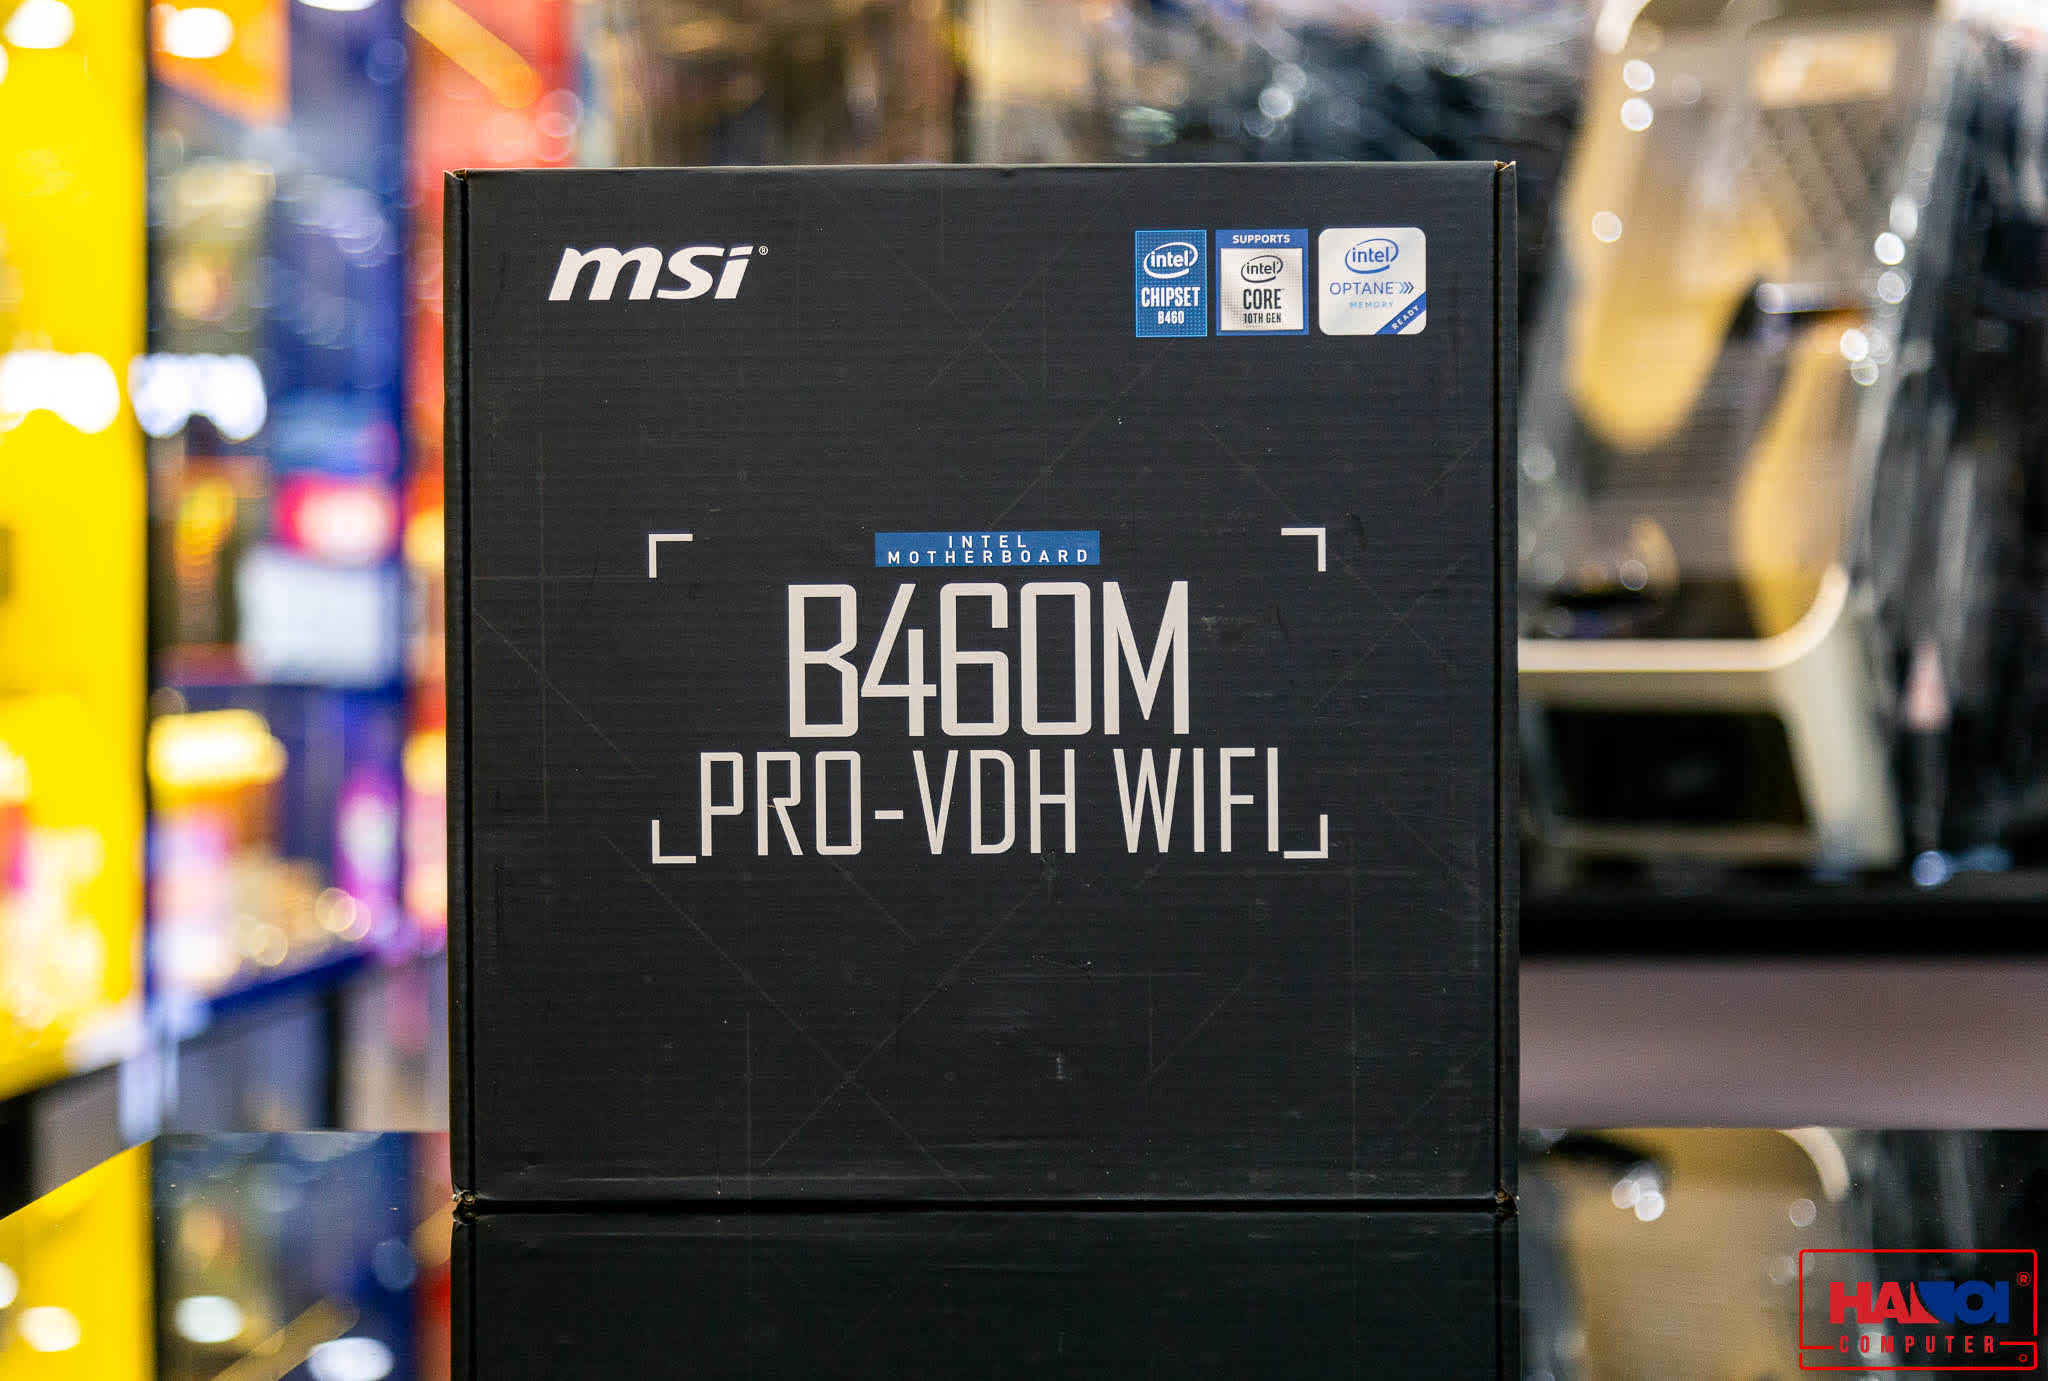 msi®
intel
CHIPSET
B460
SUPPORTS
intel
CORE
10TH GEN
intel
OPTANE
MEMORY
READY
INTEL
MOTHERBOARD
B460M
PRO-VDH WIFI
HANOI®
COMPUTER